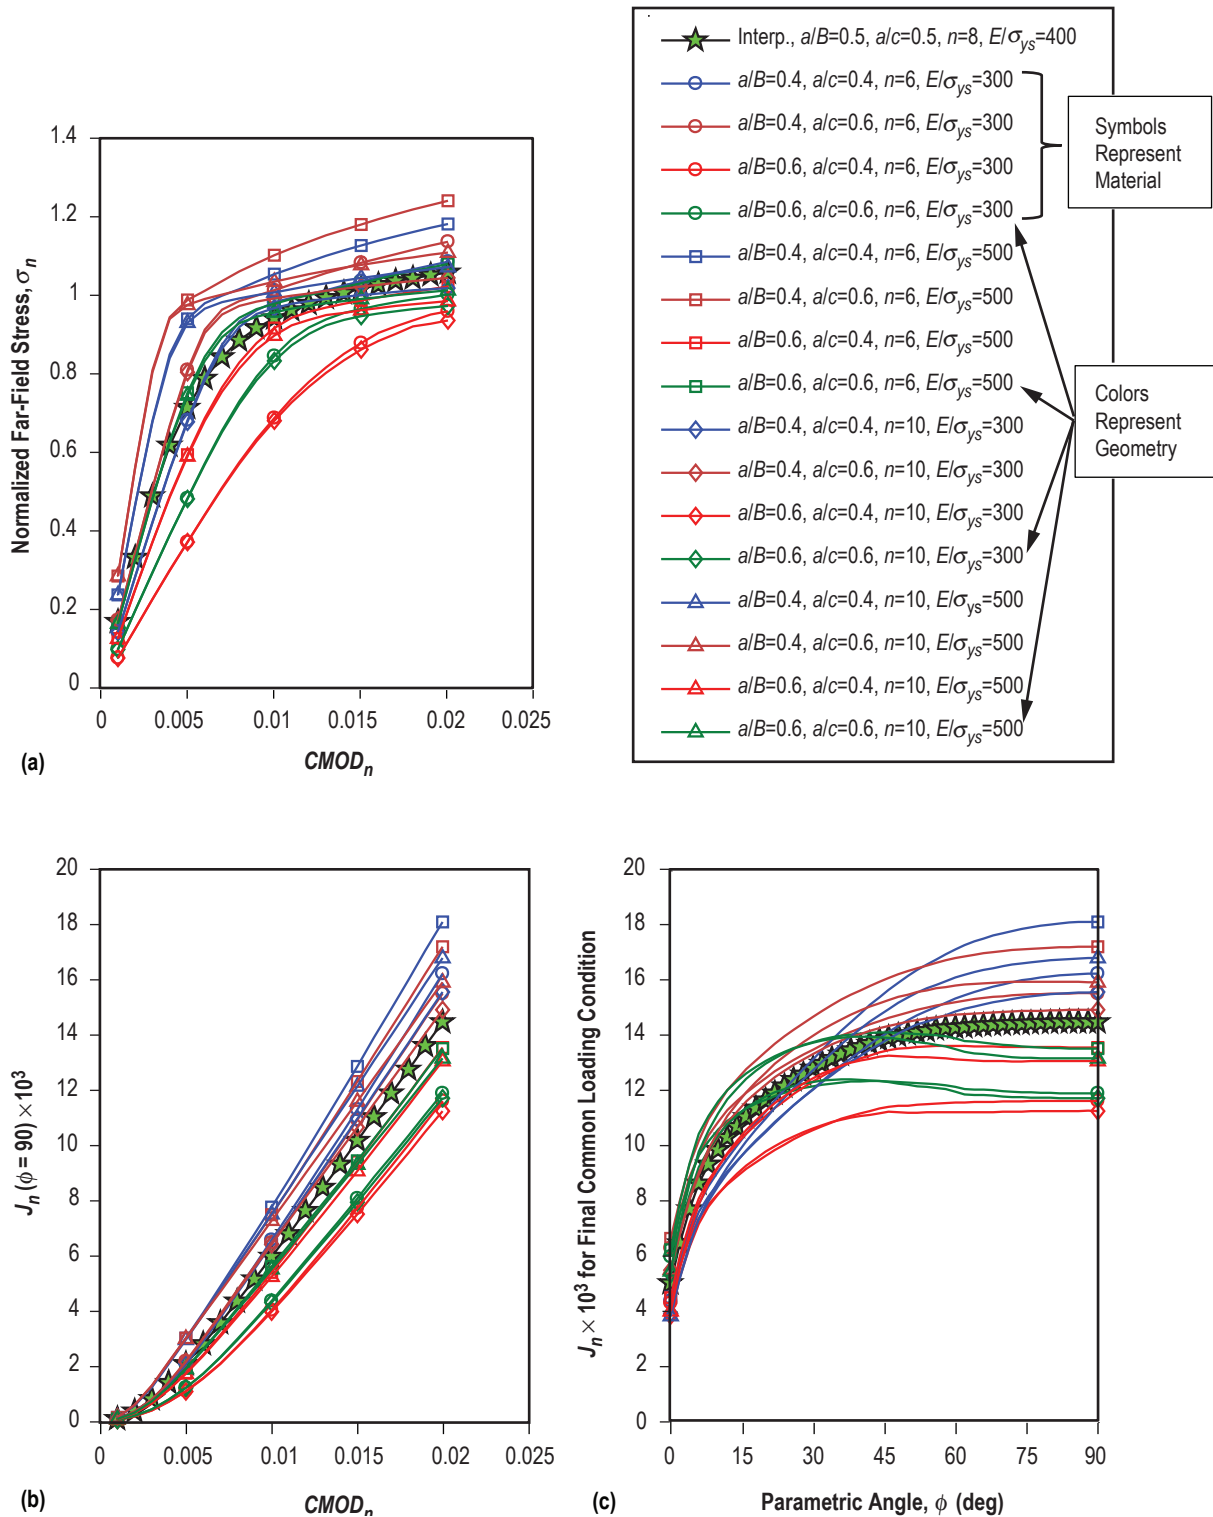 Interp., a/B=0.5, a/c=0.5, n=8, E/σys=400
a/B=0.4, a/c=0.4, n=6, E/σys=300
a/B=0.4, a/c=0.6, n=6, E/σys=300
a/B=0.6, a/c=0.4, n=6, E/σys=300
a/B=0.6, a/c=0.6, n=6, E/σys=300
a/B=0.4, a/c=0.4, n=6, E/σys=500
a/B=0.4, a/c=0.6, n=6, E/σys=500
a/B=0.6, a/c=0.4, n=6, E/σys=500
a/B=0.6, a/c=0.6, n=6, E/σys=500
a/B=0.4, a/c=0.4, n=10, E/σys=300
a/B=0.4, a/c=0.6, n=10, E/σys=300
a/B=0.6, a/c=0.4, n=10, E/σys=300
a/B=0.6, a/c=0.6, n=10, E/σys=300
a/B=0.4, a/c=0.4, n=10, E/σys=500
a/B=0.4, a/c=0.6, n=10, E/σys=500
a/B=0.6, a/c=0.4, n=10, E/σys=500
a/B=0.6, a/c=0.6, n=10, E/σys=500
Symbols
Represent
Material
Colors
Represent
Geometry
Normalized Far-Field Stress, σn
1.4
1.2
1
0.8
0.6
0.4
0.2
0
0 0.005 0.01 0.015 0.02 0.025
(a)
CMODn
Jn (ϕ = 90) × 10³
20
18
16
14
12
10
8
6
4
2
0
0 0.005 0.01 0.015 0.02 0.025
(b)
CMODn
Jn × 10³ for Final Common Loading Condition
20
18
16
14
12
10
8
6
4
2
0
0 15 30 45 60 75 90
(c)
Parametric Angle, ϕ (deg)